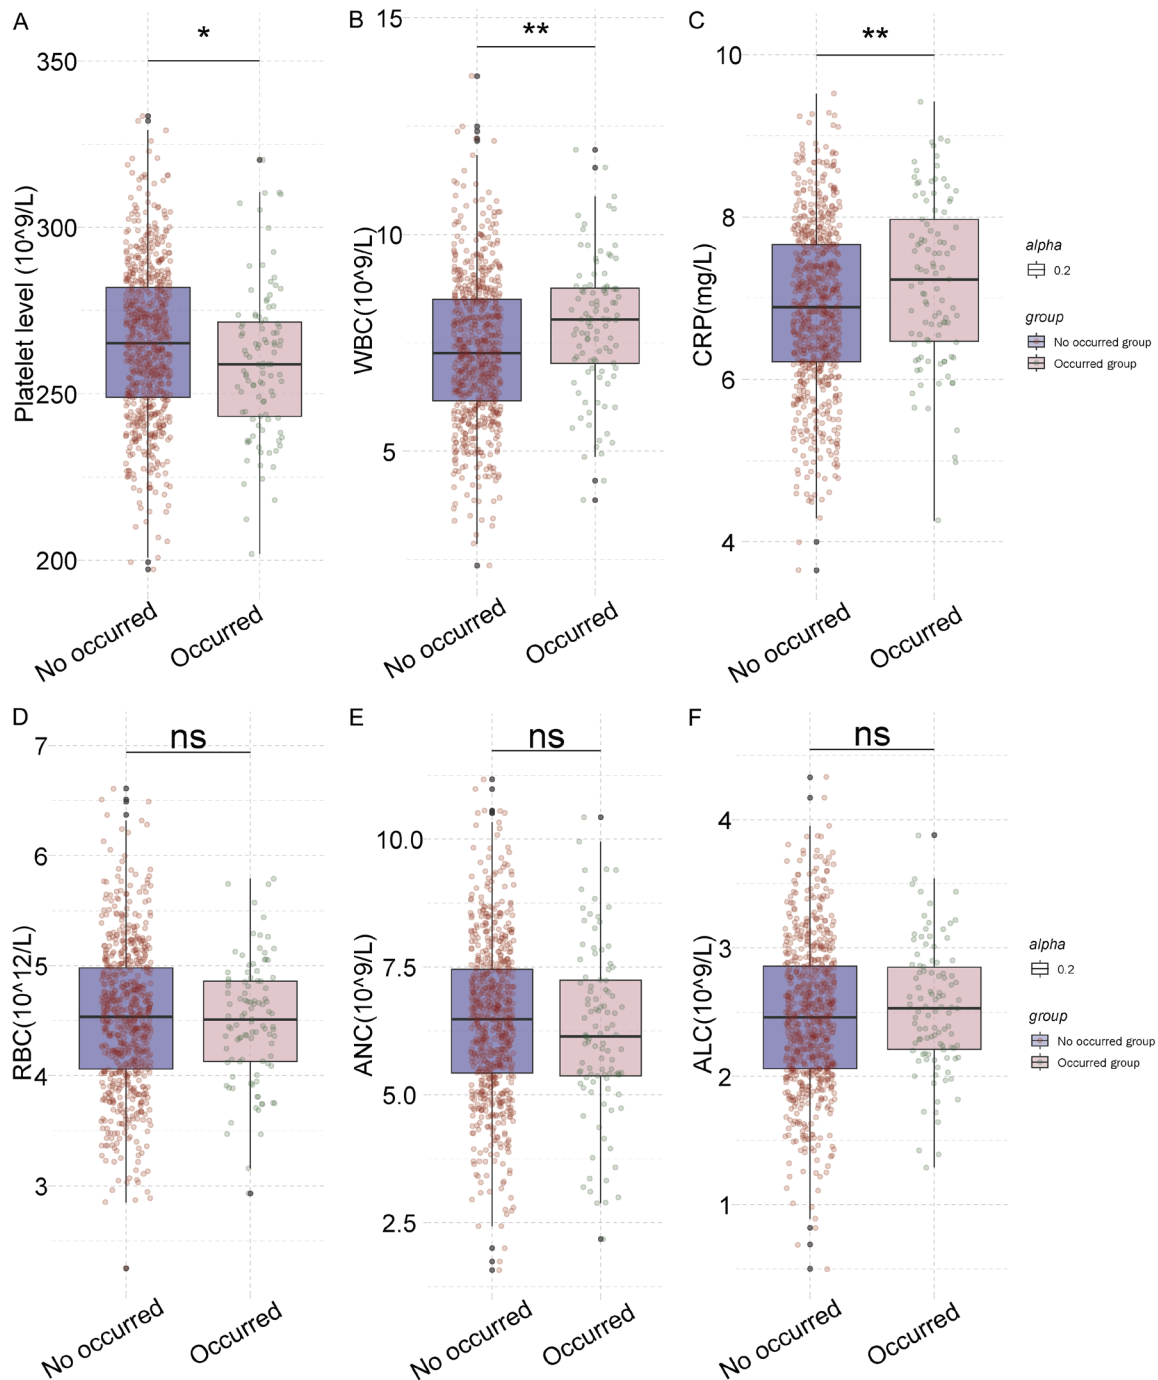 A
*
350
300
250
200
Platelet level (10^9/L)
No occurred
Occurred
B
**
15
10
5
WBC(10^9/L)
No occurred
Occurred
C
**
10
8
6
4
CRP(mg/L)
No occurred
Occurred
alpha
0.2
group
No occurred group
Occurred group
D
ns
7
6
5
4
3
RBC(10^12/L)
No occurred
Occurred
E
ns
10.0
7.5
5.0
2.5
ANC(10^9/L)
No occurred
Occurred
F
ns
4
3
2
1
ALC(10^9/L)
No occurred
Occurred
alpha
0.2
group
No occurred group
Occurred group